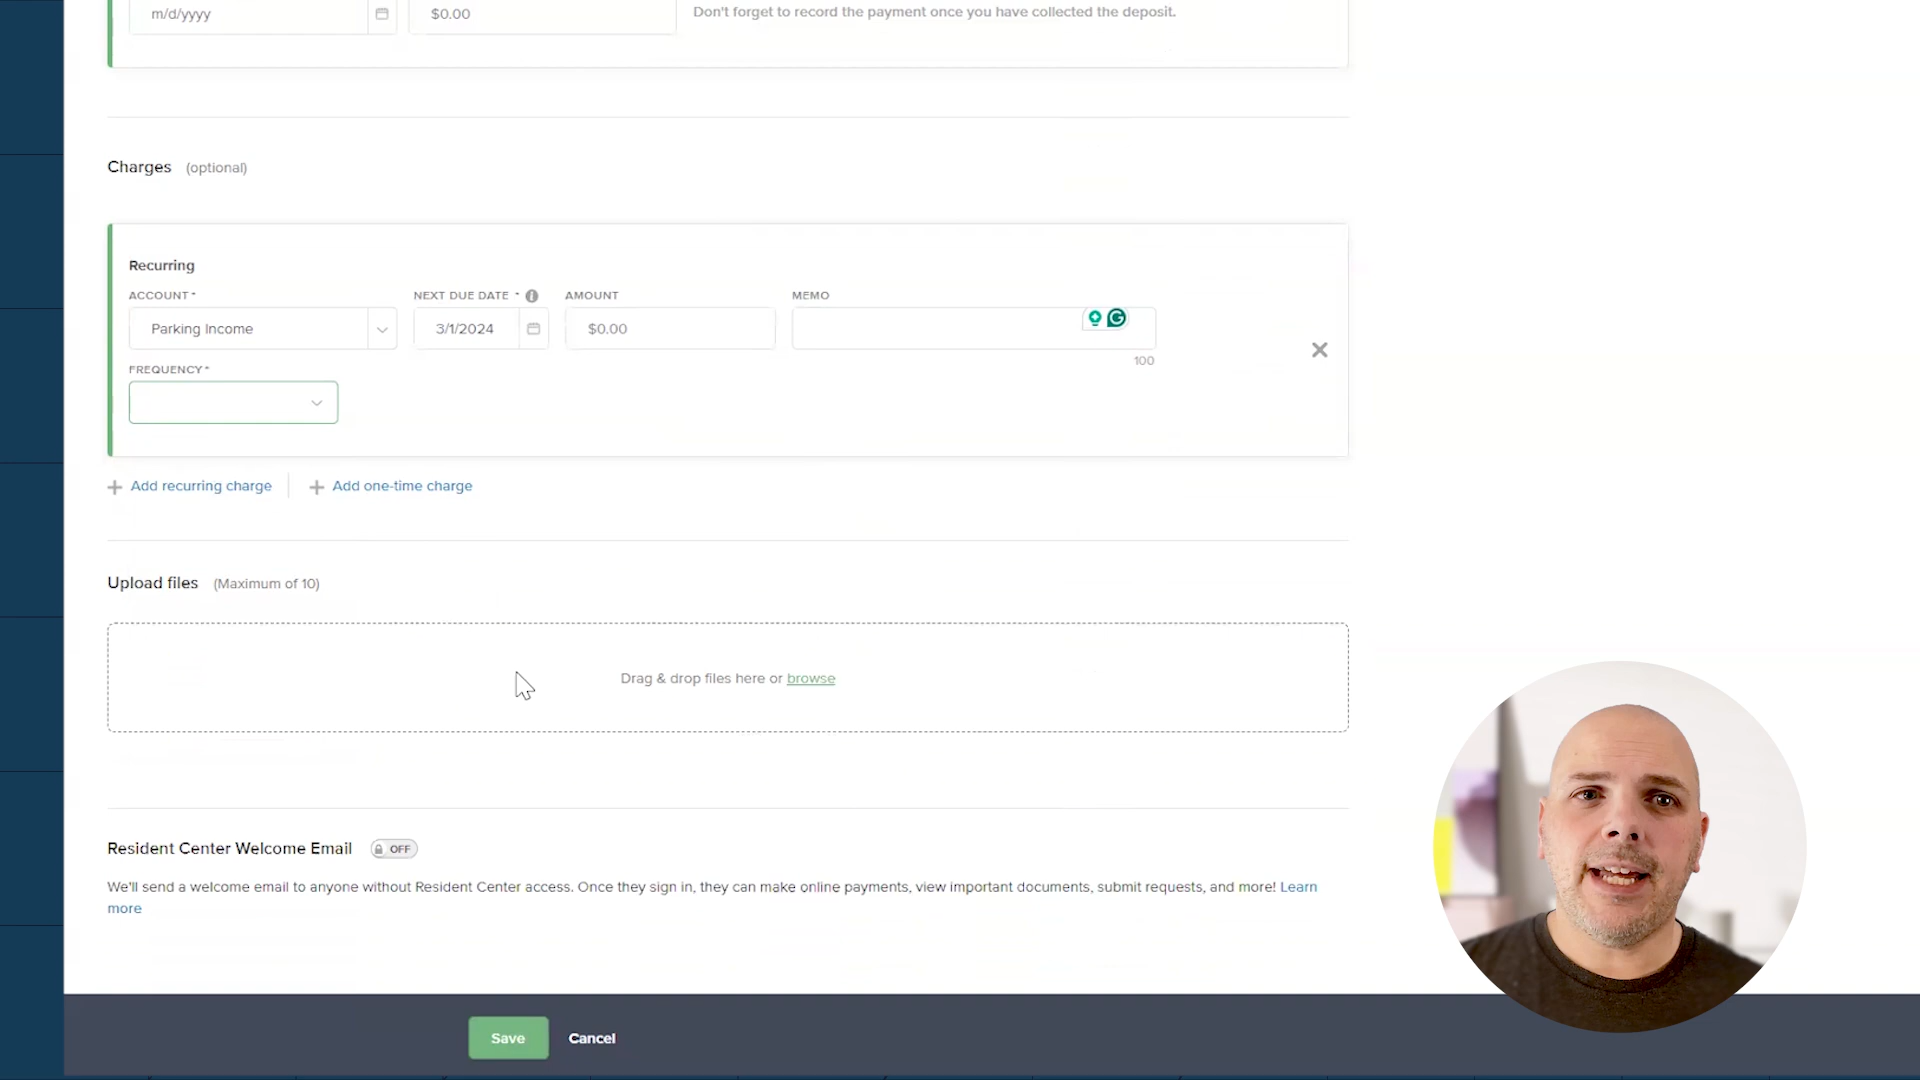 m/d/yyyy $0.00 Don't forget to record the payment once you have collected the deposit.
Charges (optional)
Recurring
ACCOUNT * NEXT DUE DATE * i AMOUNT MEMO
Parking Income 3/1/2024 $0.00
100
FREQUENCY *
Add recurring charge Add one-time charge
Upload files (Maximum of 10)
Drag & drop files here or browse
Resident Center Welcome Email OFF
We'll send a welcome email to anyone without Resident Center access. Once they sign in, they can make online payments, view important documents, submit requests, and more! Learn
more
Save Cancel